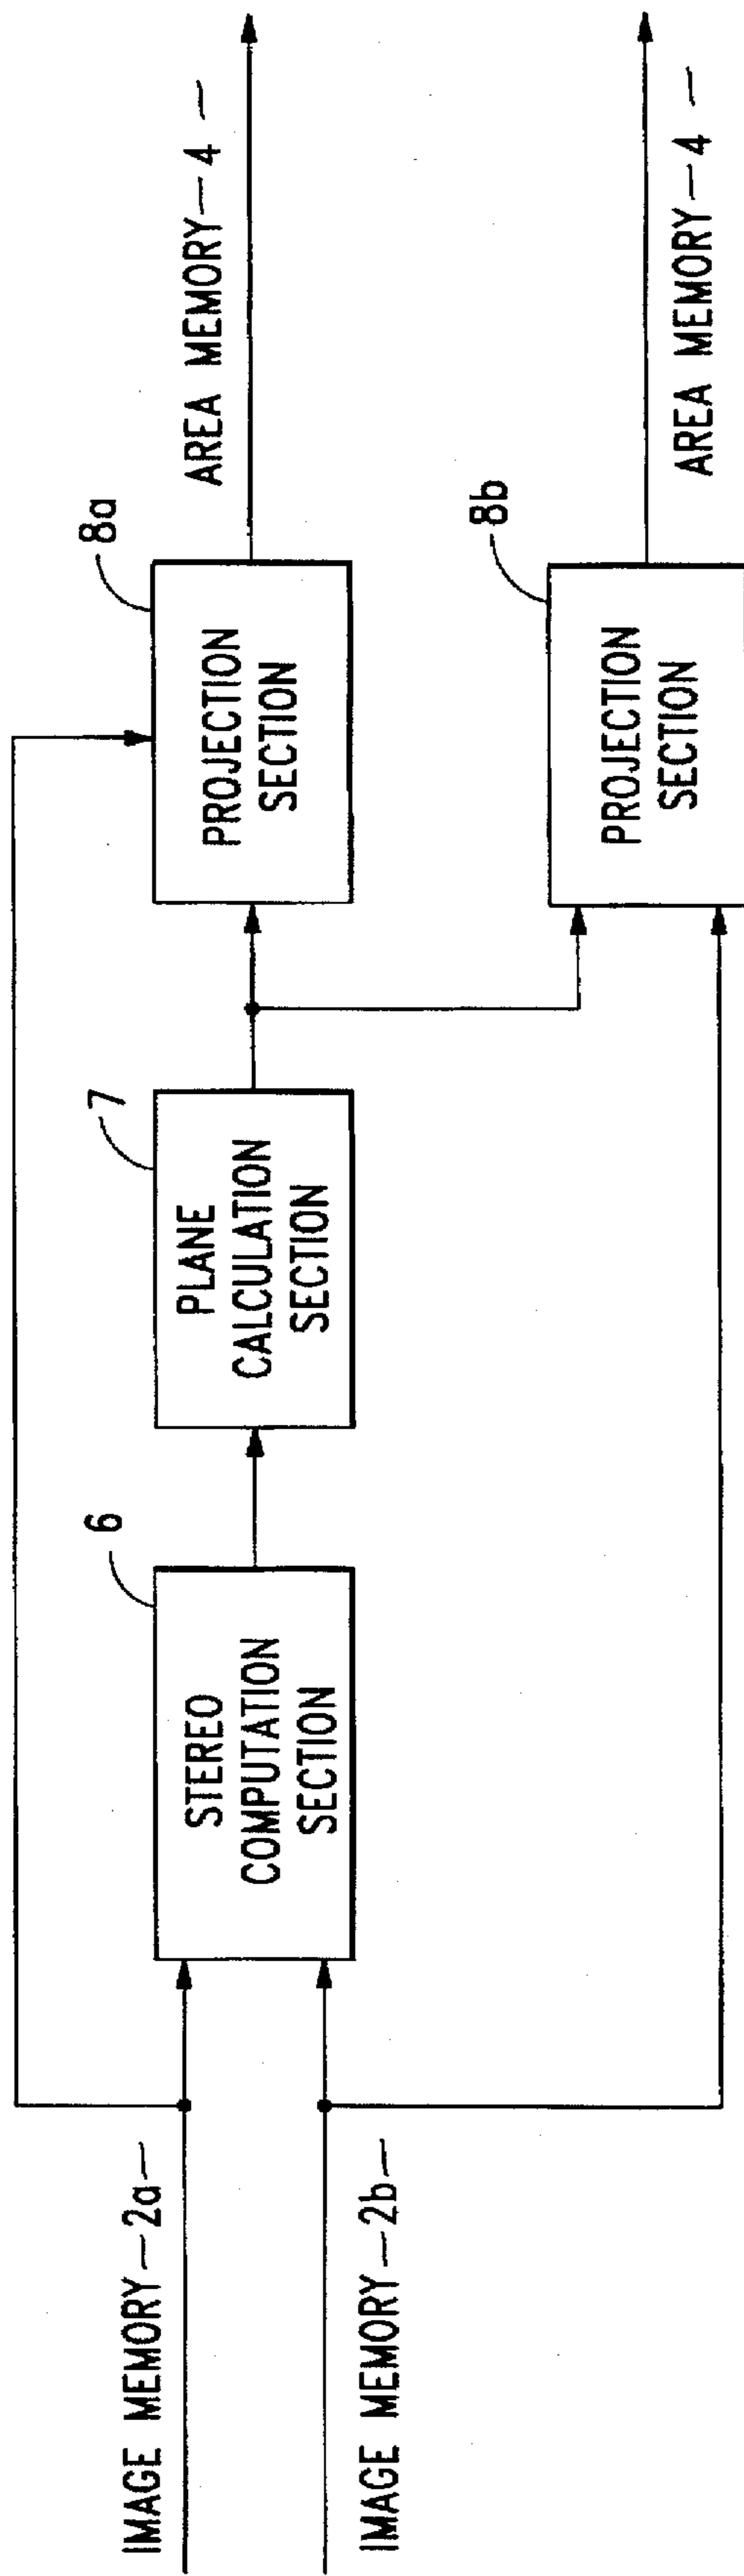 IMAGE MEMORY-2a-
IMAGE MEMORY-2b-
6
STEREO
COMPUTATION
SECTION
7
PLANE
CALCULATION
SECTION
8a
PROJECTION
SECTION
AREA MEMORY-4-
8b
PROJECTION
SECTION
AREA MEMORY-4-